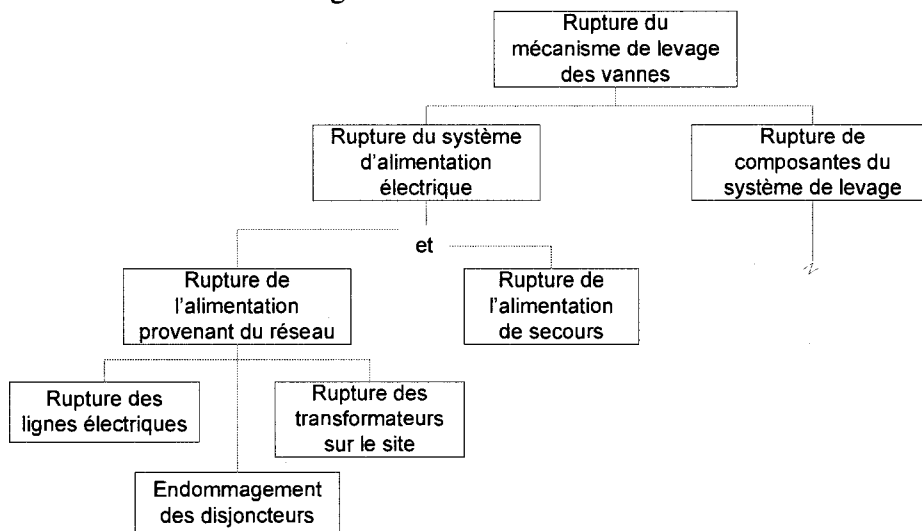 Rupture du
mécanisme de levage
des vannes
Rupture du système
d'alimentation
électrique
Rupture de
composantes du
système de levage
et
Rupture de
l'alimentation
provenant du réseau
Rupture de
l'alimentation
de secours
Rupture des
lignes électriques
Rupture des
transformateurs
sur le site
Endommagement
des disjoncteurs